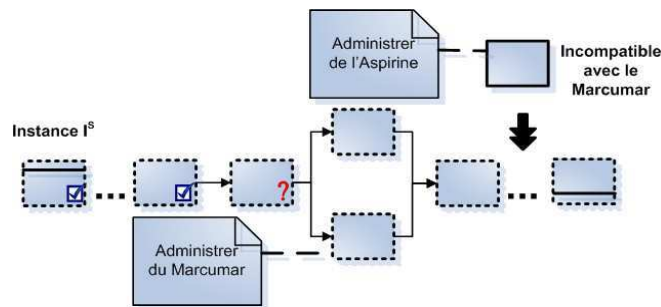 Administrer
de l'Aspirine
Incompatible
avec le
Marcumar
Instance I^S
?
Administrer
du Marcumar